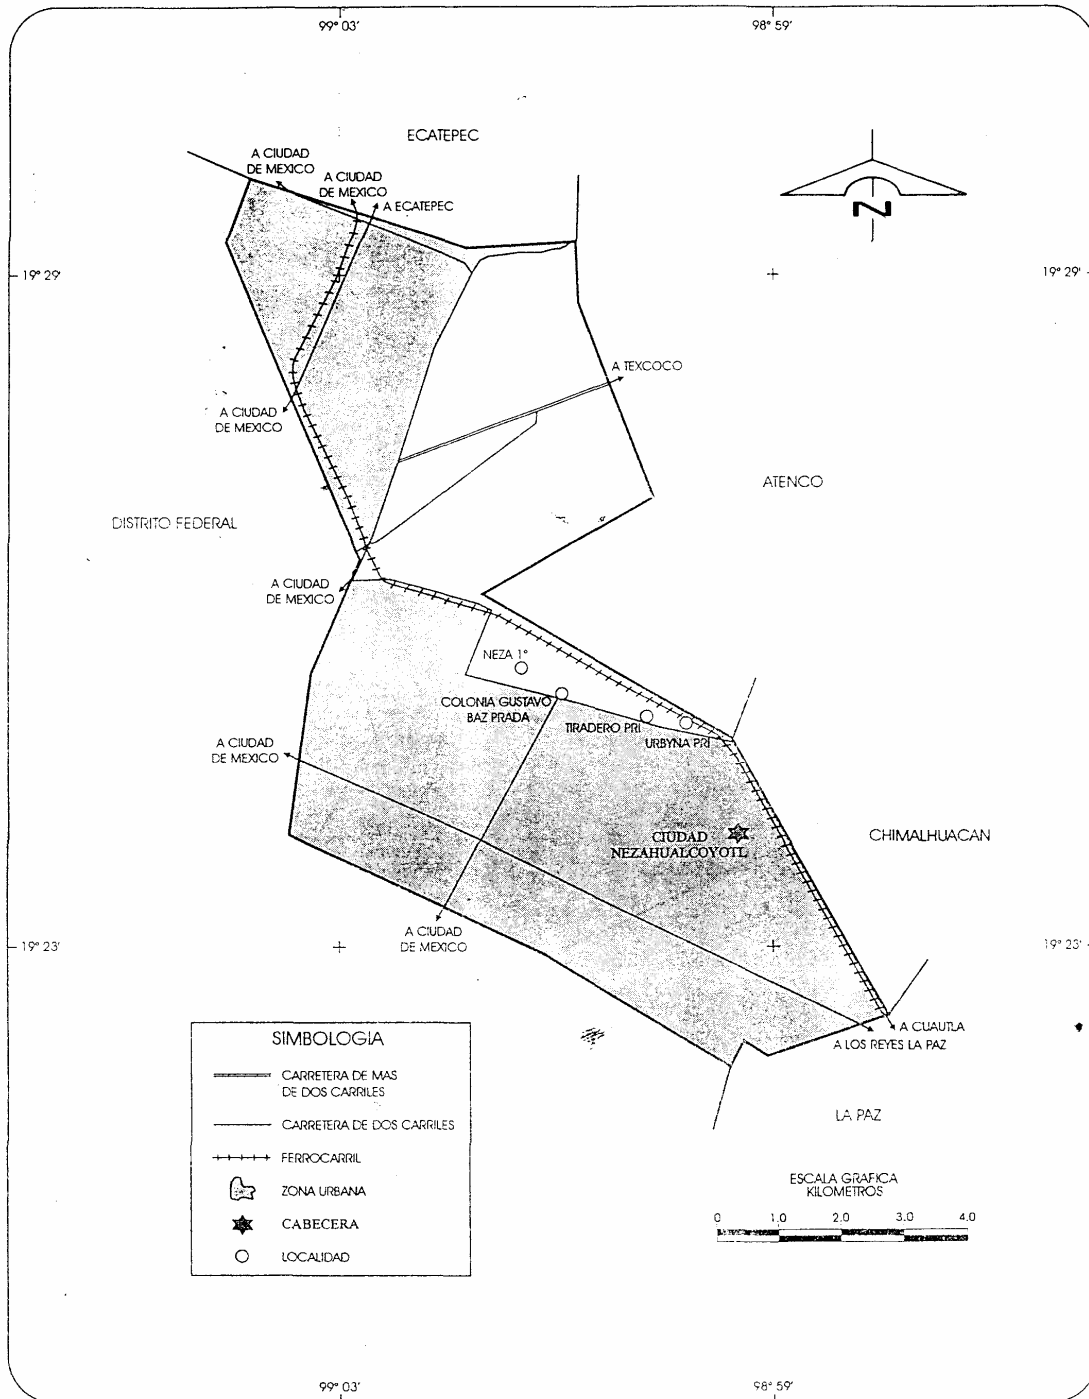 99° 03'
98° 59'
ECATEPEC
A CIUDAD
DE MEXICO
A CIUDAD
DE MEXICO
A ECATEPEC
N
19° 29'
19° 29'
A TEXCOCO
A CIUDAD
DE MEXICO
ATENCO
DISTRITO FEDERAL
A CIUDAD
DE MEXICO
NEZA 1ª
COLONIA GUSTAVO
BAZ PRADA
TIRADERO PRI
URBYNA PRI
A CIUDAD
DE MEXICO
CIUDAD
NEZAHUALCOYOTL
CHIMALHUACAN
A CIUDAD
DE MEXICO
19° 23'
19° 23'
A CUAUTLA
A LOS REYES LA PAZ
LA PAZ
SIMBOLOGIA
CARRETERA DE MAS
DE DOS CARRILES
CARRETERA DE DOS CARRILES
FERROCARRIL
ZONA URBANA
CABECERA
LOCALIDAD
ESCALA GRAFICA
KILOMETROS
0 1.0 2.0 3.0 4.0
99° 03'
98° 59'